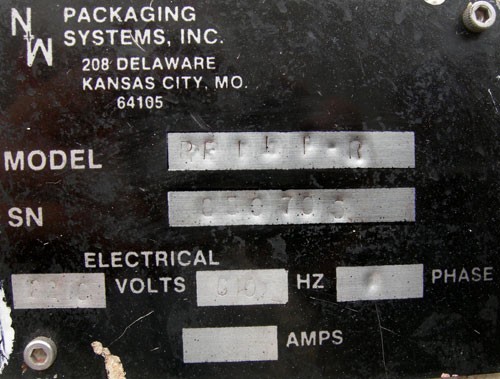 N W PACKAGING
SYSTEMS, INC.
208 DELAWARE
KANSAS CITY, MO.
64105
MODEL
SN
ELECTRICAL
VOLTS HZ PHASE
AMPS